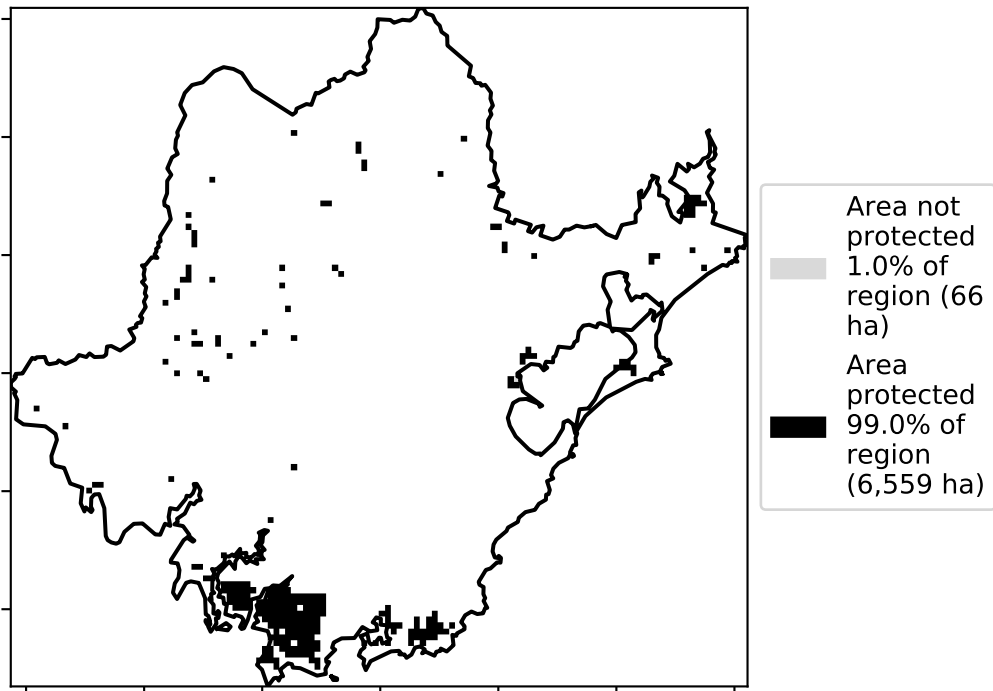 Area not
protected
1.0% of
region (66
ha)
Area
protected
99.0% of
region
(6,559 ha)